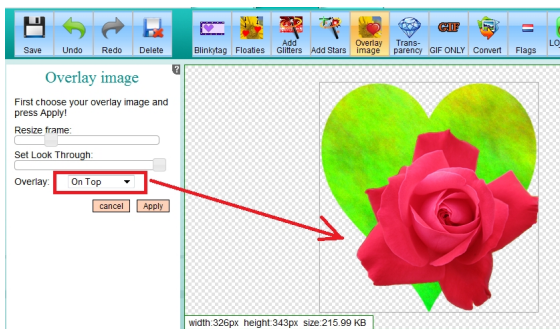 Save Undo Redo Delete Blinkytag Floaties Add Glitters Add Stars Overlay image Trans-parency GIF ONLY Convert Flags
GIF
Overlay image
?
First choose your overlay image and
press Apply!
Resize frame:
Set Look Through:
Overlay: On Top
cancel Apply
width:326px height:343px size:215.99 KB